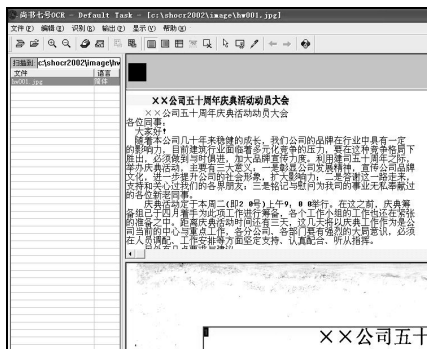 尚书七号OCR - Default Task - [c:\shocr2002\image\hw001.jpg]
文件(F) 编辑(E) 识别(R) 输出(Z) 显示(V) 帮助(H)
扫描到 c:\shocr2002\image\hw
文件 语言
hw001.jpg 简体
××公司五十周年庆典活动动员大会
××公司五十周年庆典活动动员大会
各位同事:
大家好!
随着本公司几十年来稳健的成长,我们公司的品牌在行业中具有一定
的影响力,目前建筑行业面临着多元化竞争的压力,要在这种竞争格局下
胜出,必须做到与时俱进,加大品牌宣传力度。利用建司五十周年之际,
举办庆典活动,主要有三大意义,一是彰显公司发展精神,宣传公司品牌
文化,进一步提升公司的社会形象,扩大影响力;二是答谢一路走来,
支持和关心过我们的各界朋友;三是铭记与慰问为我司的事业无私奉献过
的各位新老同事。
庆典活动定于本周二(即2 0号)上午9,0 0举行。在这之前,庆典筹
备组已于四月着手为此项工作进行筹备,各个工作小组的工作也还在紧张
的准备之中,距离庆典活动时间还有三天,这几天将以庆典工作作为是公
司当前的中心与重点工作,各分公司、各部门要有强烈的大局意识,必须
在人员调配、工作安排等方面坚定支持、认真配合、听从指挥。
××公司五十